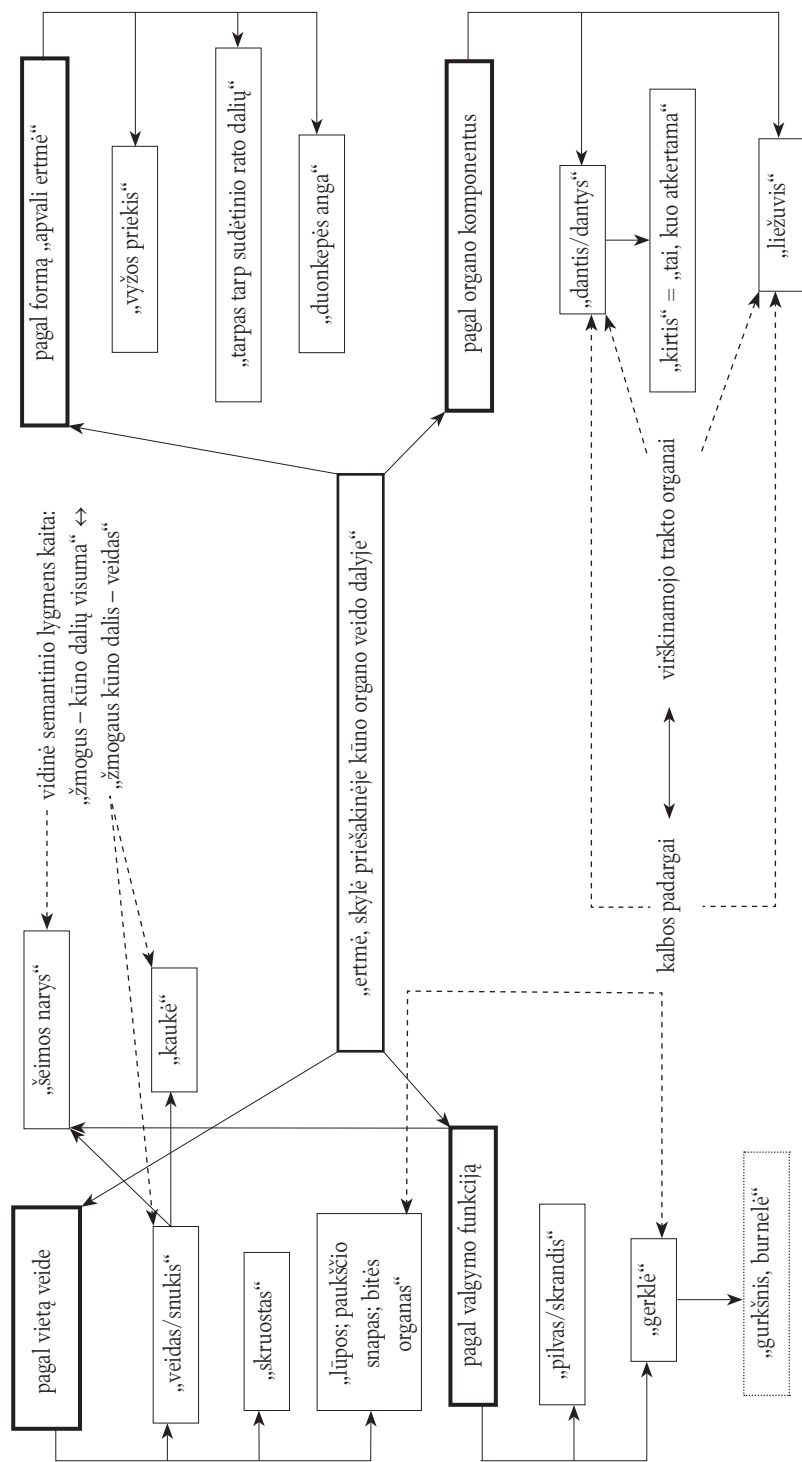 pagal vietą veide
„veidas/snukis“
„skruostas“
„lūpos; paukščio
snapas; bitės
organas“
pagal valgymo funkciją
„pilvas/skrandis“
„gerklė“
„gurkšnis, burnelė“
„šeimos narys“
„kaukė“
vidinė semantinio lygmens kaita:
„žmogus – kūno dalių visuma“ ↔
„žmogaus kūno dalis – veidas“
„ertmė, skylė priešakinėje kūno organo veido dalyje“
kalbos padargai
virškinamojo trakto organai
pagal formą „apvali ertmė“
„vyžos priekis“
„tarpas tarp sudėtinio rato dalių“
„duonkepės anga“
pagal organo komponentus
„dantis/dantys“
„kirtis“ = „tai, kuo atkertama“
„liežuvis“